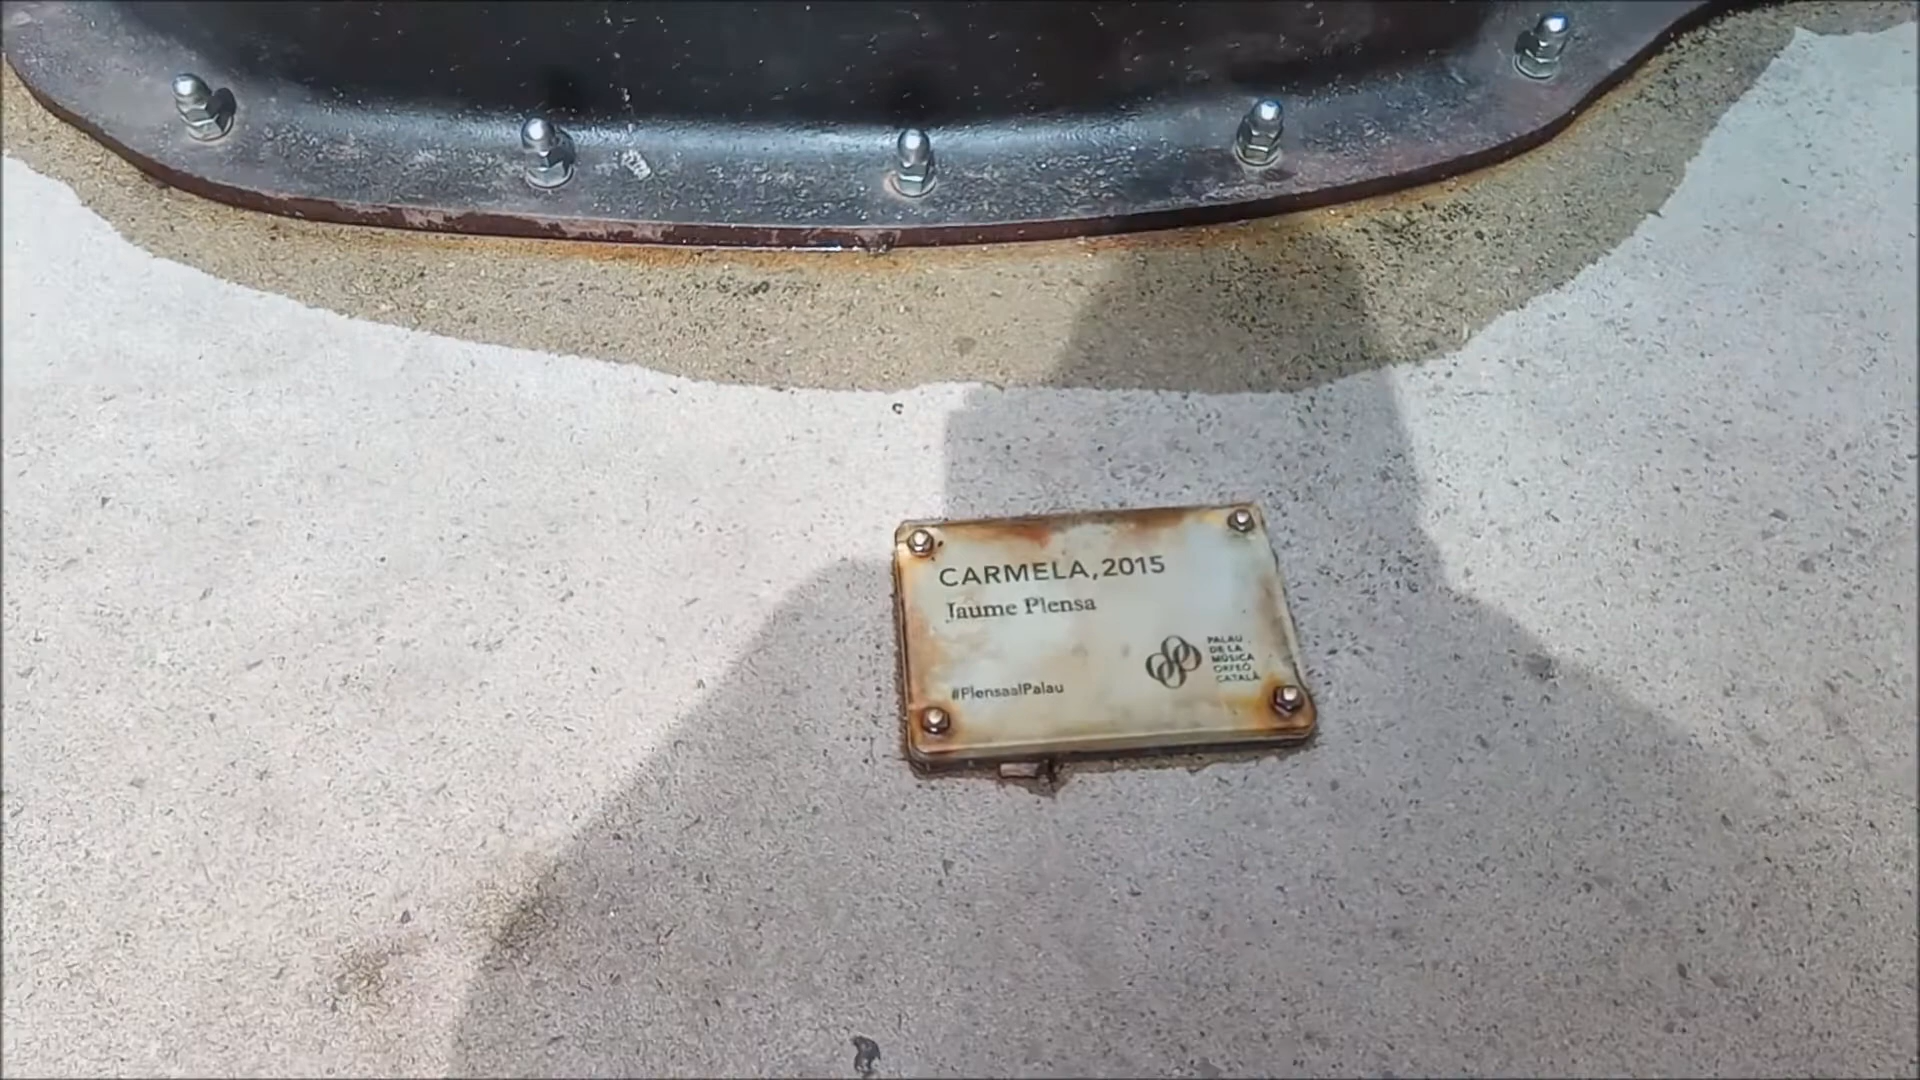 CARMELA, 2015
Jaume Plensa
PALAU
DE LA
MÚSICA
ORFEÓ
CATALÀ
#PlensaalPalau